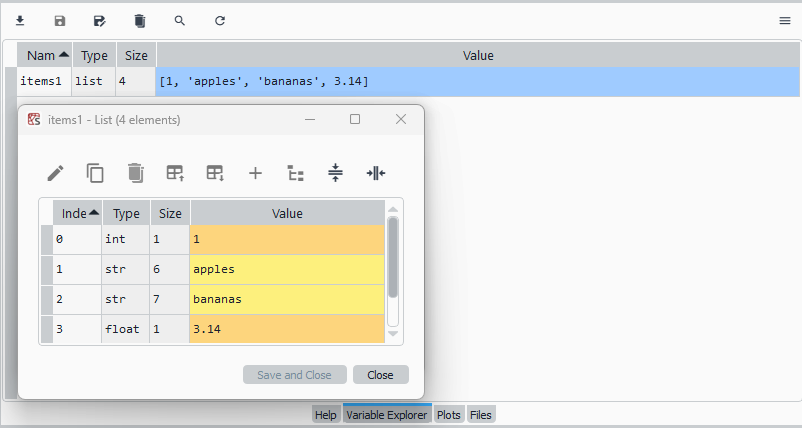 Nam Type Size Value
items1 list 4 [1, 'apples', 'bananas', 3.14]
items1 - List (4 elements)
Inde Type Size Value
0 int 1 1
1 str 6 apples
2 str 7 bananas
3 float 1 3.14
Save and Close Close
Help Variable Explorer Plots Files